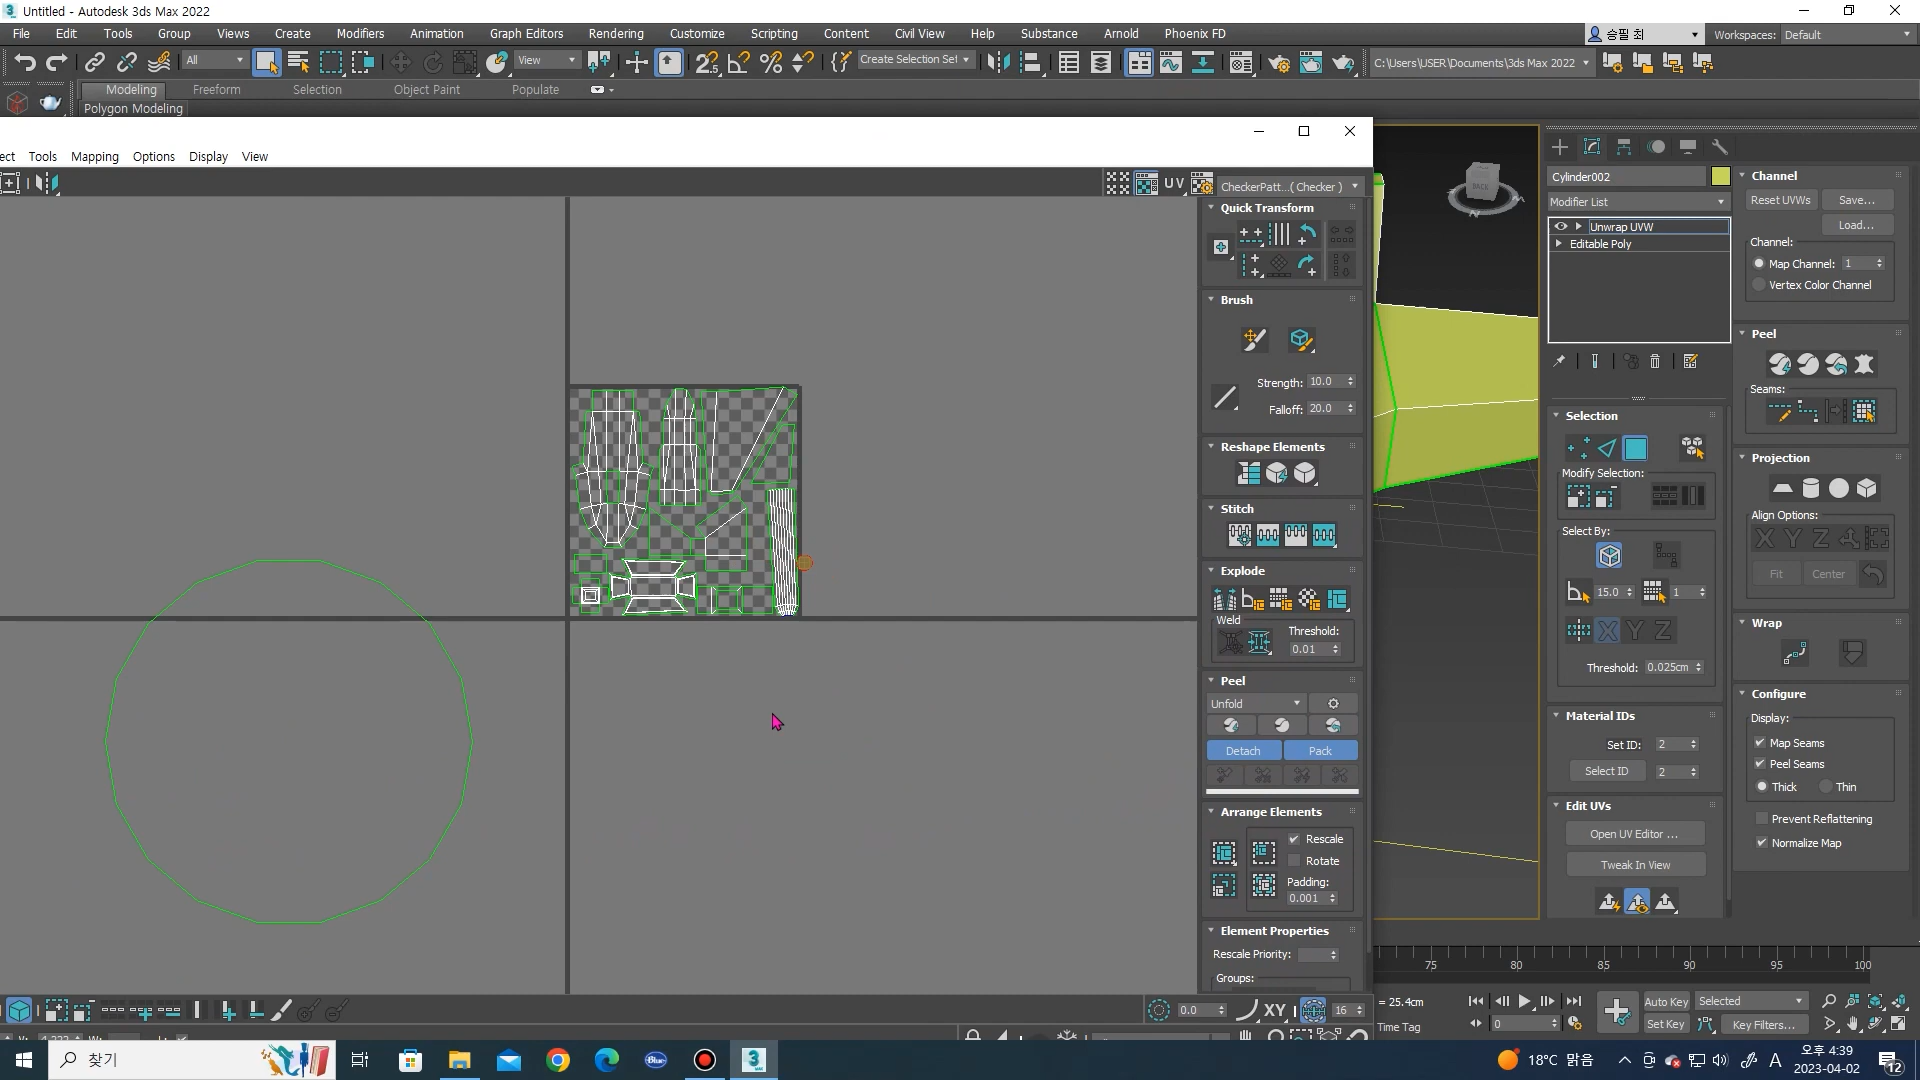 Untitled - Autodesk 3ds Max 2022
File Edit Tools Group Views Create Modifiers Animation Graph Editors Rendering Customize Scripting Civil View Content Help Substance Arnold Phoenix FD
승필 최 Workspaces: Default
All View Create Selection Set C:\Users\USER\Documents\3ds Max 2022
Modeling Freeform Selection Object Paint Populate
Polygon Modeling
ect Tools Mapping Options Display View
UV CheckerPatt...( Checker )
Quick Transform
Brush
Strength: 10.0
Falloff: 20.0
Reshape Elements
Stitch
Explode
Weld
Threshold:
0.01
Peel
Unfold
Detach Pack
Arrange Elements
Rescale
Rotate
Padding:
0.001
Element Properties
Rescale Priority:
Groups:
0.0 XY 16
BACK
Cylinder002
Modifier List
Unwrap UVW
Editable Poly
Selection
Modify Selection:
Select By:
15.0 1
X Y Z
Threshold: 0.025cm
Material IDs
Set ID: 2
Select ID 2
Edit UVs
Open UV Editor ...
Tweak In View
Channel
Reset UVWs Save...
Load...
Channel:
Map Channel: 1
Vertex Color Channel
Peel
Seams:
Projection
Align Options:
X Y Z
Fit Center
Wrap
Configure
Display:
Map Seams
Peel Seams
Thick Thin
Prevent Reflattening
Normalize Map
75 80 85 90 95 100
= 25.4cm
Time Tag
0
Auto Key Selected
Set Key Key Filters...
찾기
18°C 맑음
A
오후 4:39
2023-04-02
12